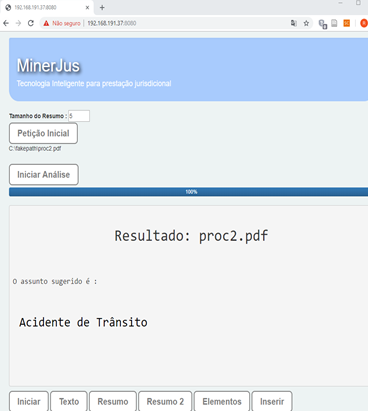 192.168.191.37:8080
Não seguro | 192.168.191.37:8080
MinerJus
Tecnologia Inteligente para prestação jurisdicional
Tamanho do Resumo : 5
Petição Inicial
C:\fakepath\proc2.pdf
Iniciar Análise
100%
Resultado: proc2.pdf
O assunto sugerido é :
Acidente de Trânsito
Iniciar Texto Resumo Resumo 2 Elementos Inserir